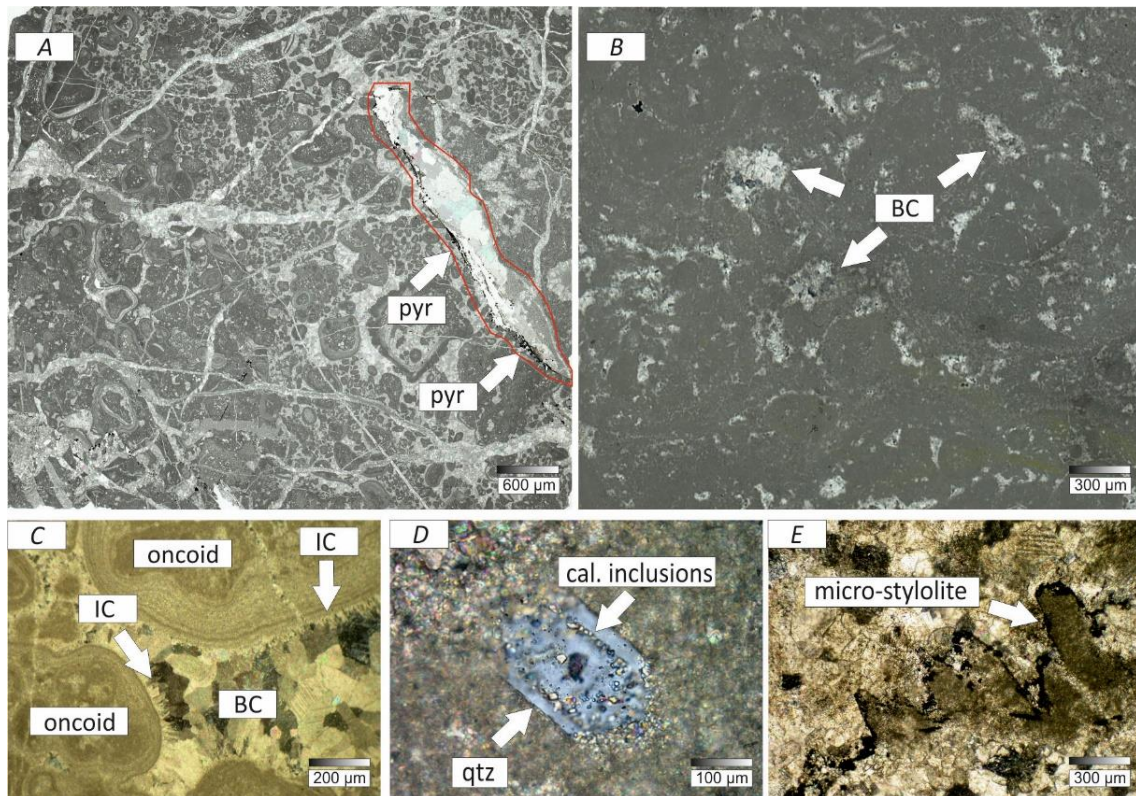 A
pyr
pyr
600 µm
B
BC
300 µm
C
oncoid
IC
IC
oncoid
BC
200 µm
D
cal. inclusions
qtz
100 µm
E
micro-stylolite
300 µm